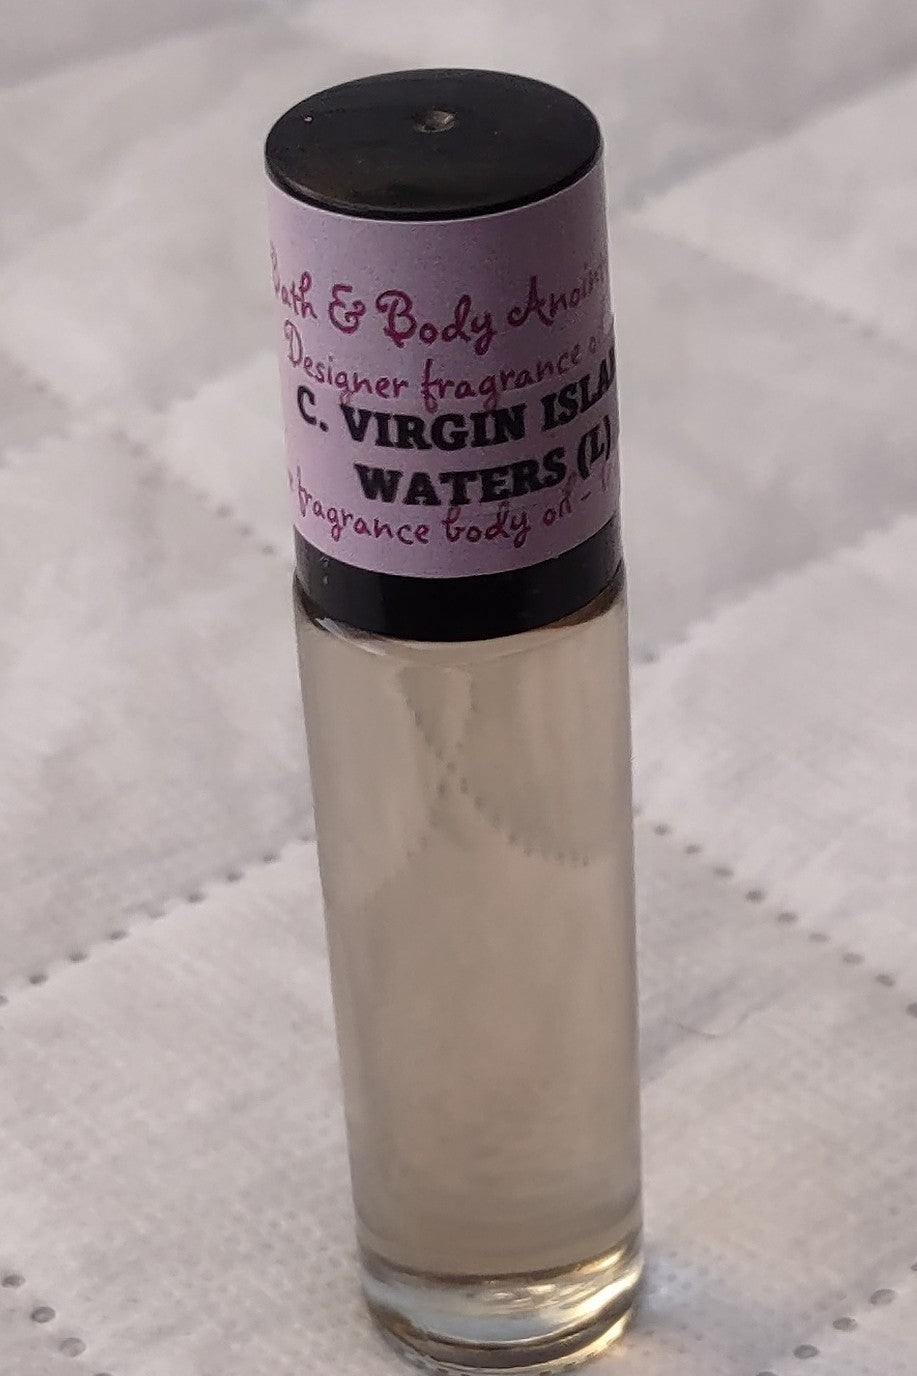 Bath & Body Anoin
Designer fragrance o
C. VIRGIN ISLA
WATERS (L)
fragrance body oil -